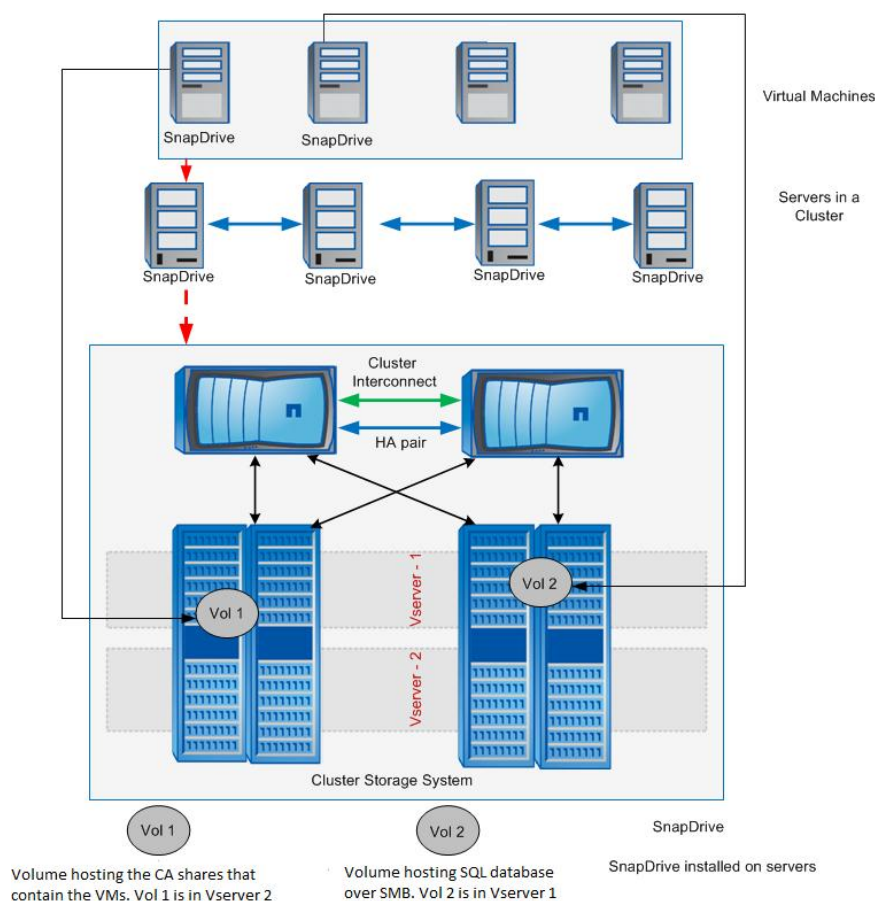 SnapDrive
SnapDrive
Virtual Machines
Servers in a
Cluster
SnapDrive
SnapDrive
SnapDrive
SnapDrive
Cluster
Interconnect
HA pair
Vserver - 1
Vol 1
Vol 2
Vserver - 2
Cluster Storage System
Vol 1
Vol 2
SnapDrive
SnapDrive installed on servers
Volume hosting the CA shares that
contain the VMs. Vol 1 is in Vserver 2
Volume hosting SQL database
over SMB. Vol 2 is in Vserver 1